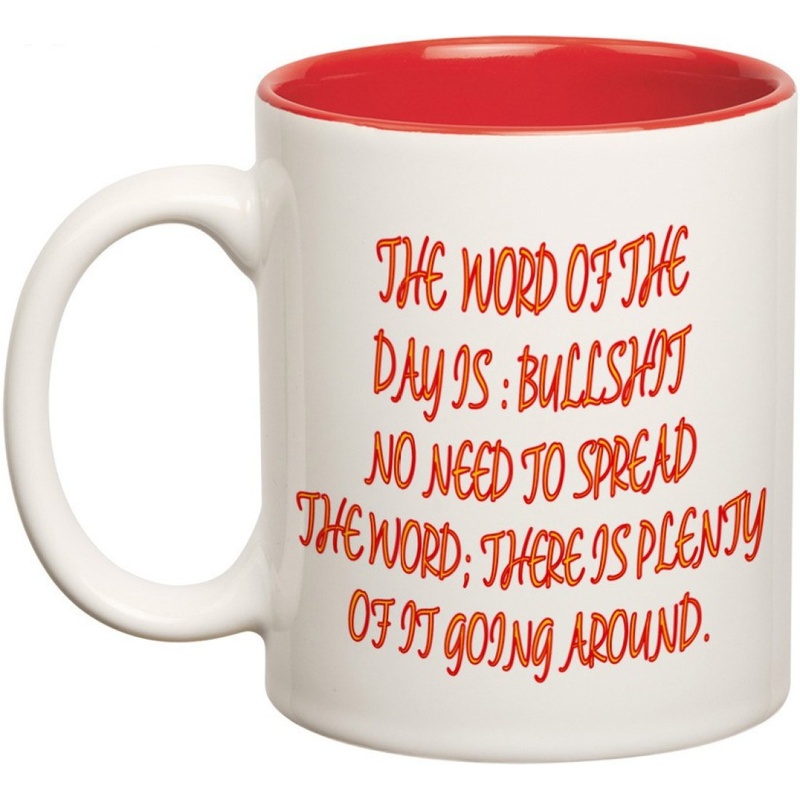 THE WORD OF THE
DAY IS : BULLSHIT
NO NEED TO SPREAD
THE WORD; THERE IS PLENTY
OF IT GOING AROUND.